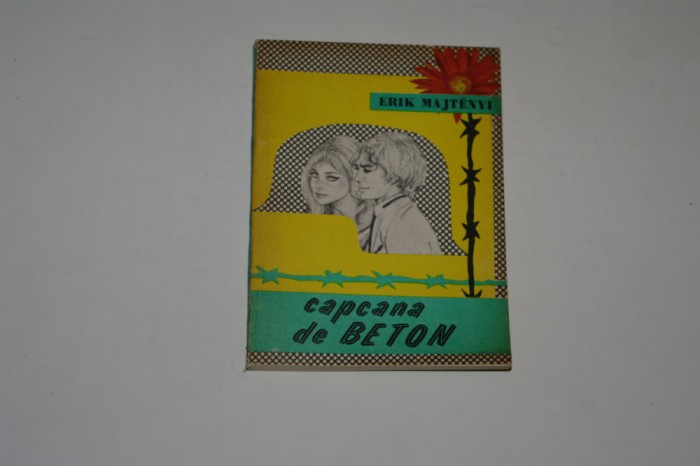 ERIK MAJTÉNYI
capcana
de BETON